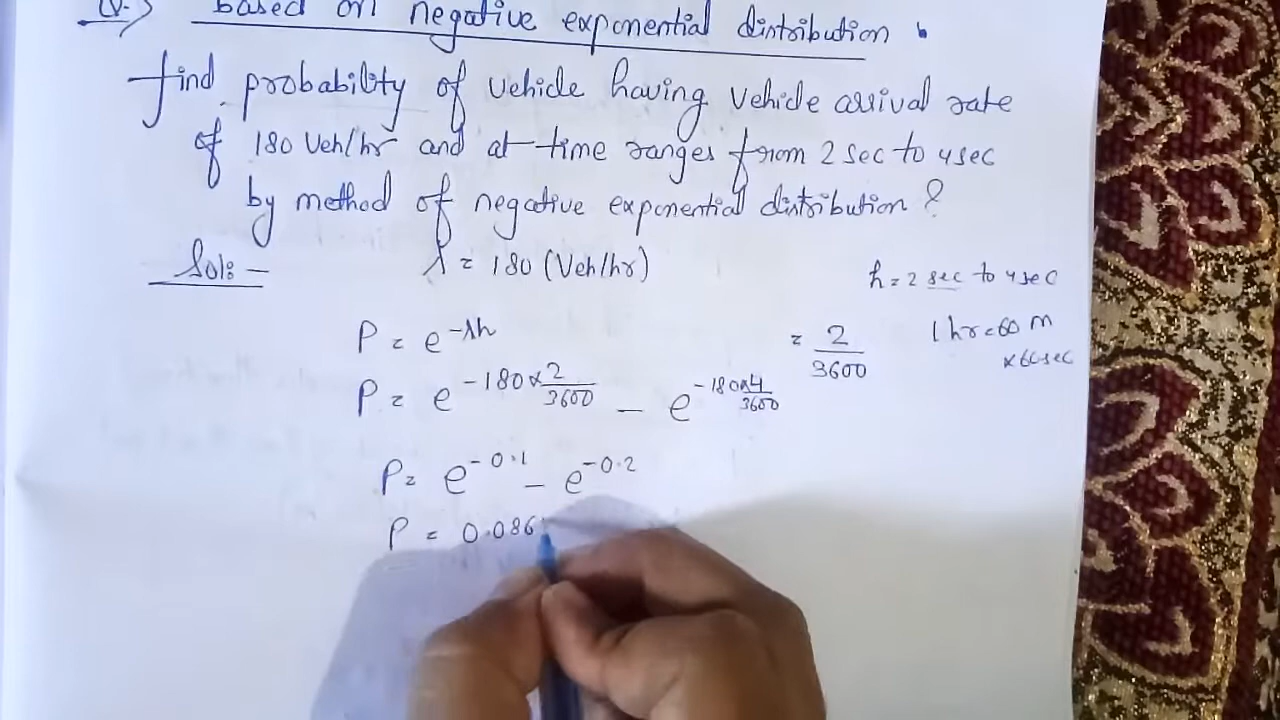 Q.) based on negative exponential distribution.
find probability of vehicle having vehicle arrival rate
of 180 Veh/hr and at time ranges from 2 sec to 4 sec
by method of negative exponential distribution?
Sol:- λ = 180 (Veh/hr) h = 2 sec to 4 sec
P = e^-λh = 2/3600 1 hr = 60 m × 60 sec
P = e^-180×2/3600 - e^-180×4/3600
P = e^-0.1 - e^-0.2
P = 0.086